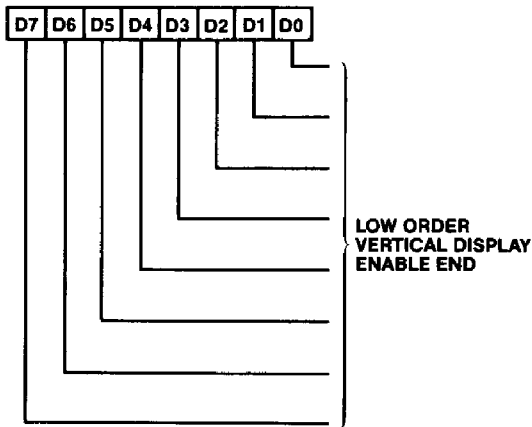 D7 D6 D5 D4 D3 D2 D1 D0
LOW ORDER
VERTICAL DISPLAY
ENABLE END